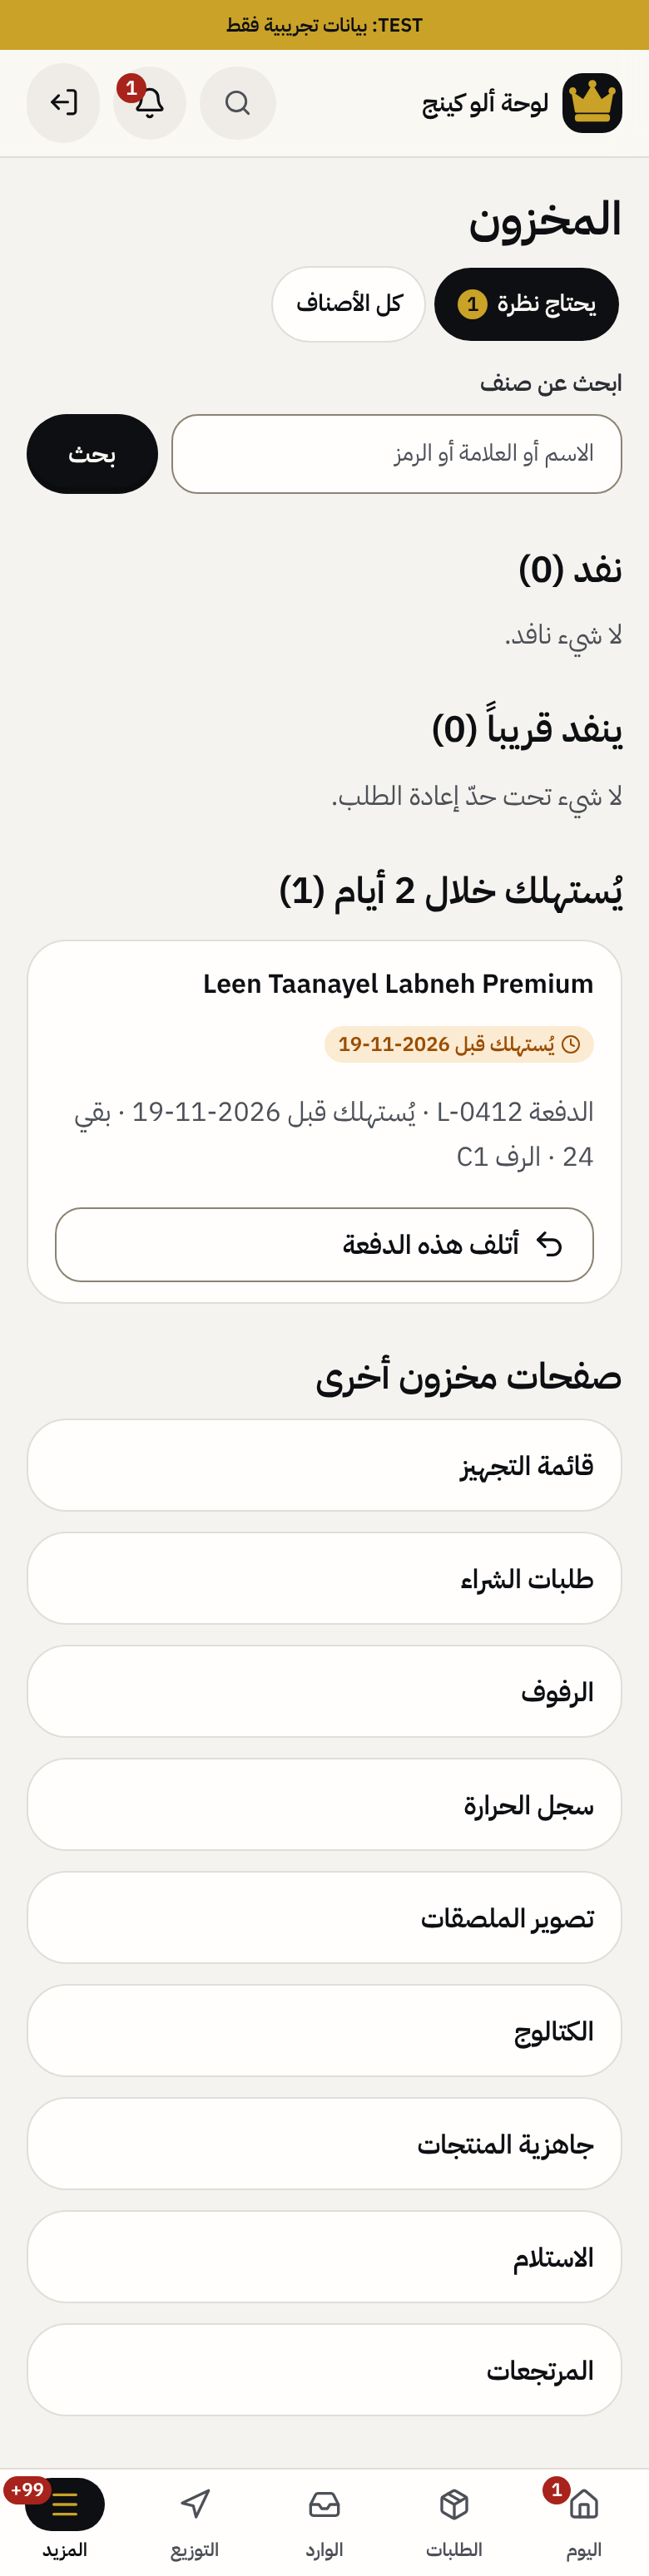 TEST: بيانات تجريبية فقط
لوحة ألو كينج
1
المخزون
يحتاج نظرة 1
كل الأصناف
ابحث عن صنف
الاسم أو العلامة أو الرمز
بحث
نفد (0)
لا شيء نافد.
ينفد قريباً (0)
لا شيء تحت حدّ إعادة الطلب.
يُستهلك خلال 2 أيام (1)
Leen Taanayel Labneh Premium
يُستهلك قبل 2026-11-19
الدفعة L-0412 · يُستهلك قبل 2026-11-19 · بقي
24 · الرف C1
أتلف هذه الدفعة
صفحات مخزون أخرى
قائمة التجهيز
طلبات الشراء
الرفوف
سجل الحرارة
تصوير الملصقات
الكتالوج
جاهزية المنتجات
الاستلام
المرتجعات
1
اليوم
الطلبات
الوارد
التوزيع
99+
المزيد